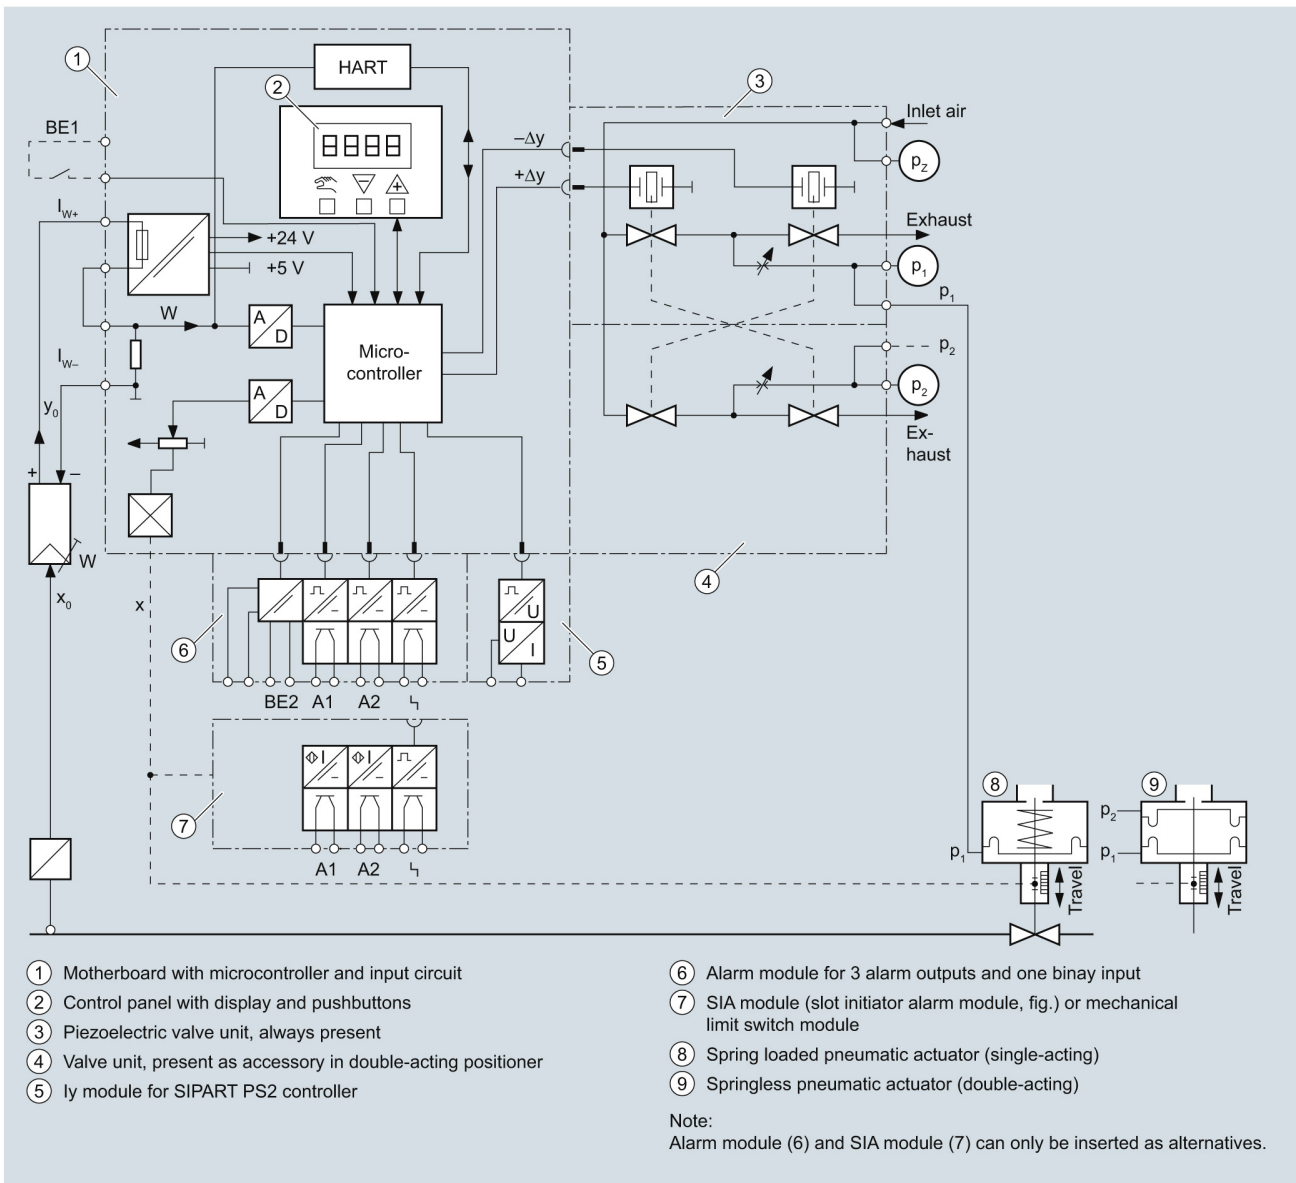 1
HART
2
3
Inlet air
BE1
–Δy
pZ
+Δy
IW+
Exhaust
+24 V
+5 V
p1
p1
W
A
D
Micro-
controller
p2
IW–
A
D
p2
y0
Ex-
haust
+
–
W
4
x0
x
U
U
I
6
5
BE2
A1
A2
I
I
7
A1
A2
8
9
p2
p1
p1
Travel
Travel
1 Motherboard with microcontroller and input circuit
2 Control panel with display and pushbuttons
3 Piezoelectric valve unit, always present
4 Valve unit, present as accessory in double-acting positioner
5 Iy module for SIPART PS2 controller
6 Alarm module for 3 alarm outputs and one binay input
7 SIA module (slot initiator alarm module, fig.) or mechanical
limit switch module
8 Spring loaded pneumatic actuator (single-acting)
9 Springless pneumatic actuator (double-acting)
Note:
Alarm module (6) and SIA module (7) can only be inserted as alternatives.